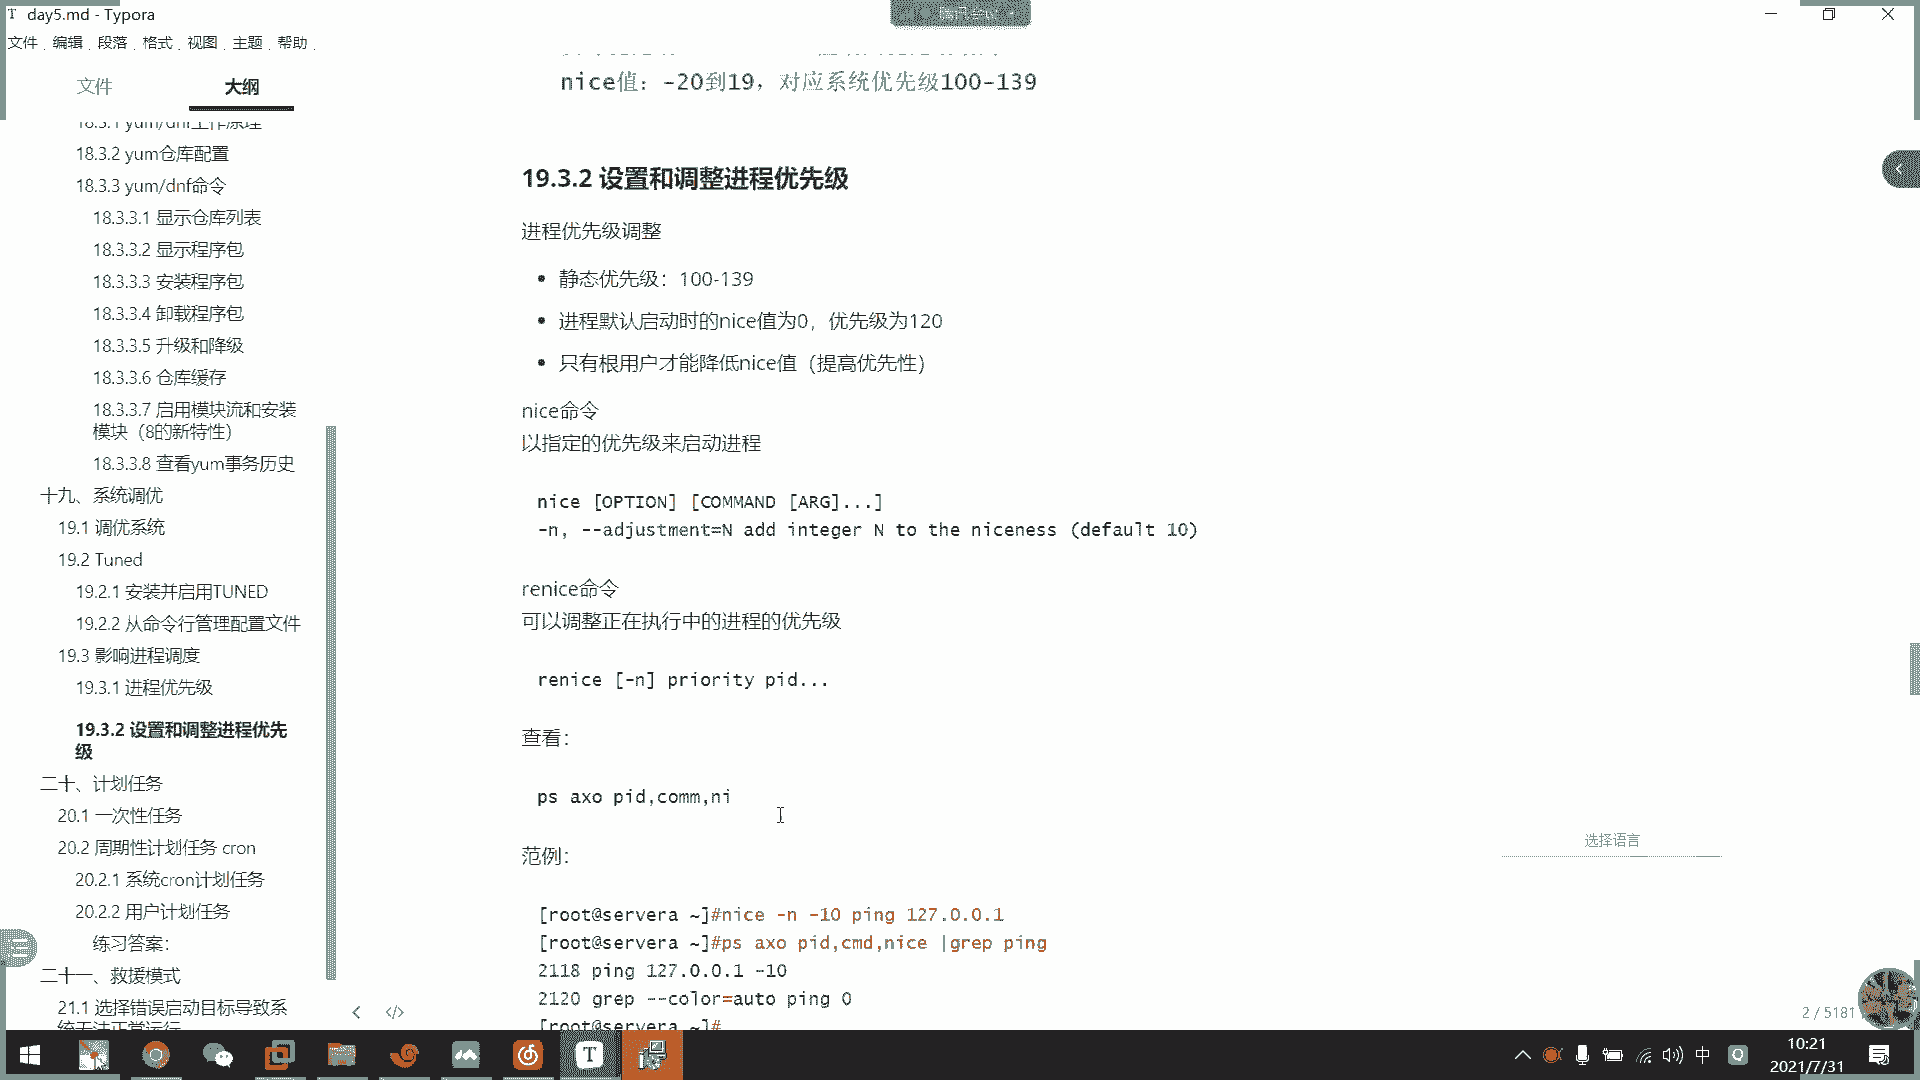 day5.md - Typora
文件 编辑 段落 格式 视图 主题 帮助
文件 大纲
18.3.1 yum/dnf工作原理
18.3.2 yum仓库配置
18.3.3 yum/dnf命令
18.3.3.1 显示仓库列表
18.3.3.2 显示程序包
18.3.3.3 安装程序包
18.3.3.4 卸载程序包
18.3.3.5 升级和降级
18.3.3.6 仓库缓存
18.3.3.7 启用模块流和安装
模块（8的新特性）
18.3.3.8 查看yum事务历史
十九、系统调优
19.1 调优系统
19.2 Tuned
19.2.1 安装并启用TUNED
19.2.2 从命令行管理配置文件
19.3 影响进程调度
19.3.1 进程优先级
19.3.2 设置和调整进程优先
级
二十、计划任务
20.1 一次性任务
20.2 周期性计划任务 cron
20.2.1 系统cron计划任务
20.2.2 用户计划任务
练习答案：
二十一、救援模式
21.1 选择错误启动目标导致系
统无法正常运行
nice值：-20到19，对应系统优先级100-139
19.3.2 设置和调整进程优先级
进程优先级调整
• 静态优先级：100-139
• 进程默认启动时的nice值为0，优先级为120
• 只有根用户才能降低nice值（提高优先性）
nice命令
以指定的优先级来启动进程
nice [OPTION] [COMMAND [ARG]...]
-n, --adjustment=N add integer N to the niceness (default 10)
renice命令
可以调整正在执行中的进程的优先级
renice [-n] priority pid...
查看：
ps axo pid,comm,ni
范例：
[root@servera ~]#nice -n -10 ping 127.0.0.1
[root@servera ~]#ps axo pid,cmd,nice |grep ping
2118 ping 127.0.0.1 -10
2120 grep --color=auto ping 0
[root@servera ~]#
选择语言
2 / 5181
中
10:21
2021/7/31